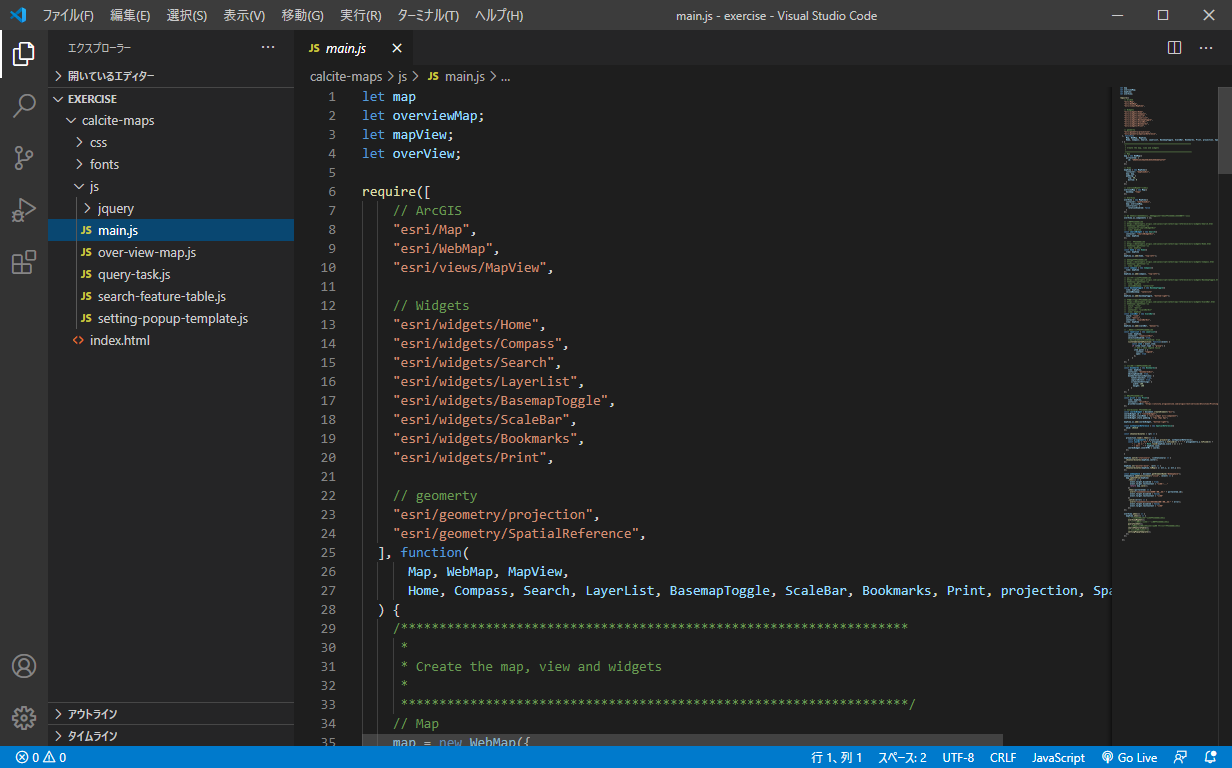 ファイル(F) 編集(E) 選択(S) 表示(V) 移動(G) 実行(R) ターミナル(T) ヘルプ(H) main.js - exercise - Visual Studio Code
エクスプローラー
開いているエディター
EXERCISE
calcite-maps
css
fonts
js
jquery
JS main.js
JS over-view-map.js
JS query-task.js
JS search-feature-table.js
JS setting-popup-template.js
<> index.html
アウトライン
タイムライン
JS main.js
calcite-maps > js > JS main.js > ...
1 let map
2 let overviewMap;
3 let mapView;
4 let overView;
5
6 require([
7 // ArcGIS
8 "esri/Map",
9 "esri/WebMap",
10 "esri/views/MapView",
11
12 // Widgets
13 "esri/widgets/Home",
14 "esri/widgets/Compass",
15 "esri/widgets/Search",
16 "esri/widgets/LayerList",
17 "esri/widgets/BasemapToggle",
18 "esri/widgets/ScaleBar",
19 "esri/widgets/Bookmarks",
20 "esri/widgets/Print",
21
22 // geomerty
23 "esri/geometry/projection",
24 "esri/geometry/SpatialReference",
25 ], function(
26 Map, WebMap, MapView,
27 Home, Compass, Search, LayerList, BasemapToggle, ScaleBar, Bookmarks, Print, projection, Spa
28 ) {
29 /******************************************************************
30 *
31 * Create the map, view and widgets
32 *
33 ******************************************************************/
34 // Map
35 map = new WebMap({
0 0 行 1、列 1 スペース: 2 UTF-8 CRLF JavaScript Go Live